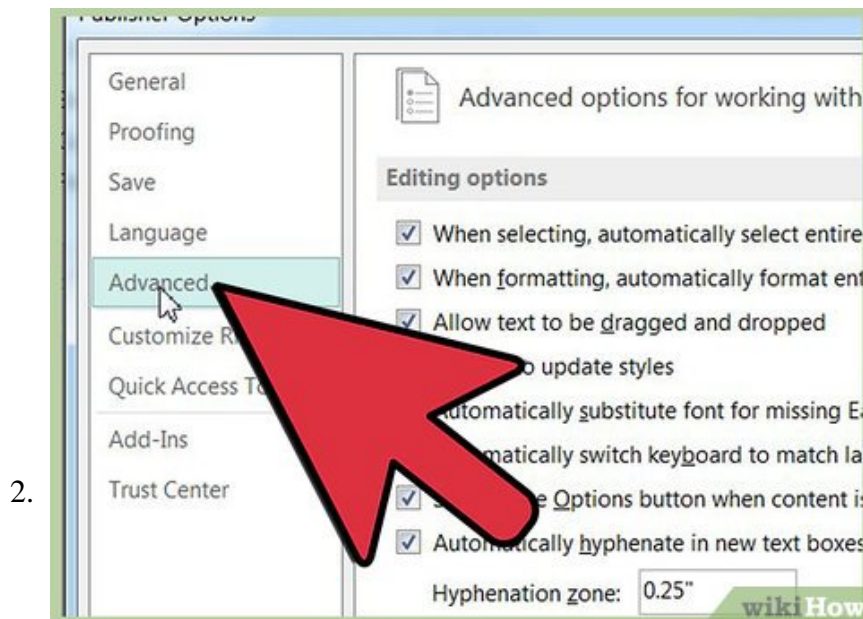 Publisher Options
General
Proofing
Save
Language
Advanced
Customize R
Quick Access To
Add-Ins
Trust Center
Advanced options for working with
Editing options
When selecting, automatically select entire
When formatting, automatically format ent
Allow text to be dragged and dropped
to update styles
Automatically substitute font for missing Ea
Automatically switch keyboard to match la
Options button when content is
Automatically hyphenate in new text boxes
Hyphenation zone: 0.25"
2.
wikiHow